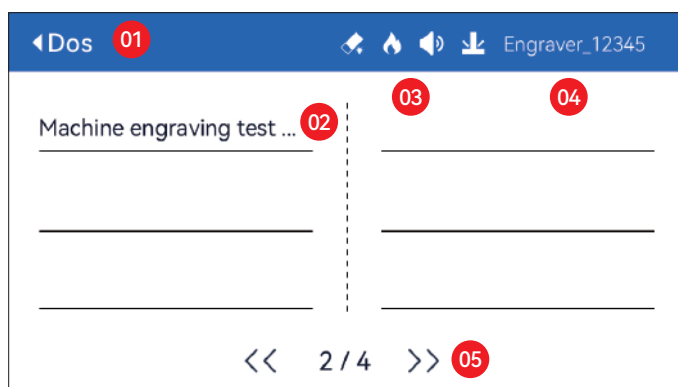 Dos 01 Engraver_12345
03 04
Machine engraving test ... 02
<< 2 / 4 >> 05